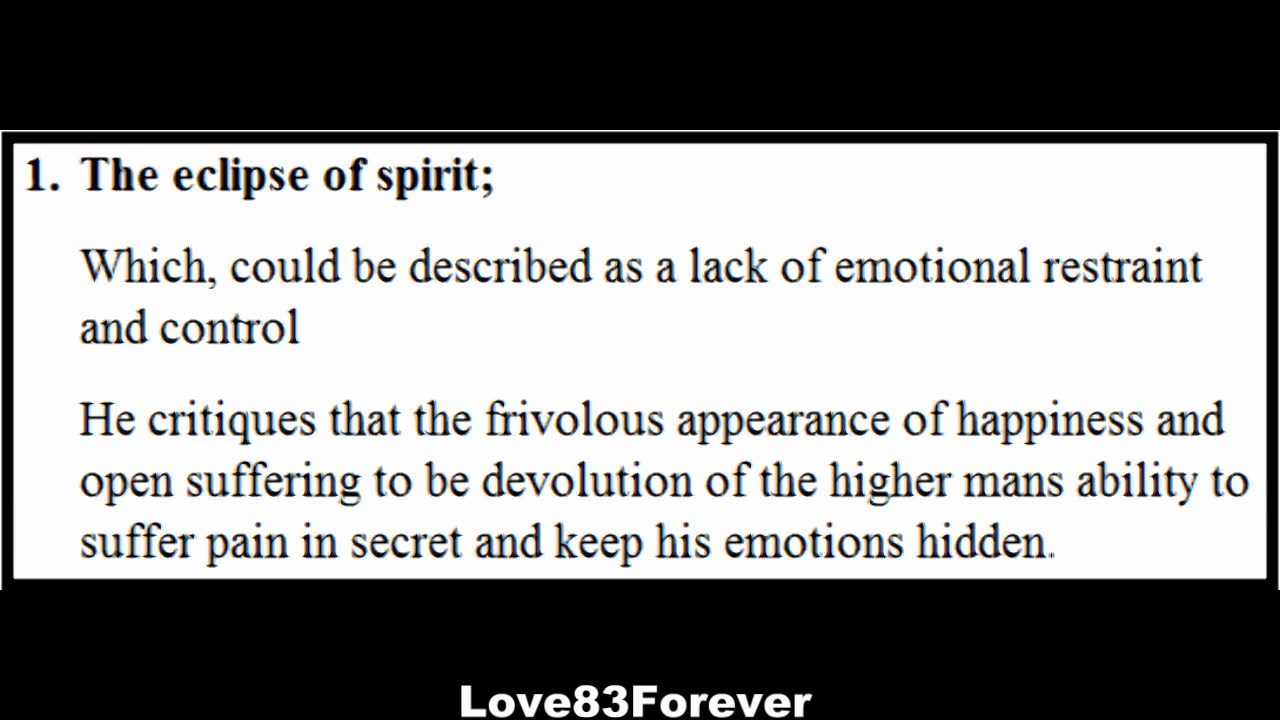 1. The eclipse of spirit;
Which, could be described as a lack of emotional restraint
and control
He critiques that the frivolous appearance of happiness and
open suffering to be devolution of the higher mans ability to
suffer pain in secret and keep his emotions hidden.
Love83Forever